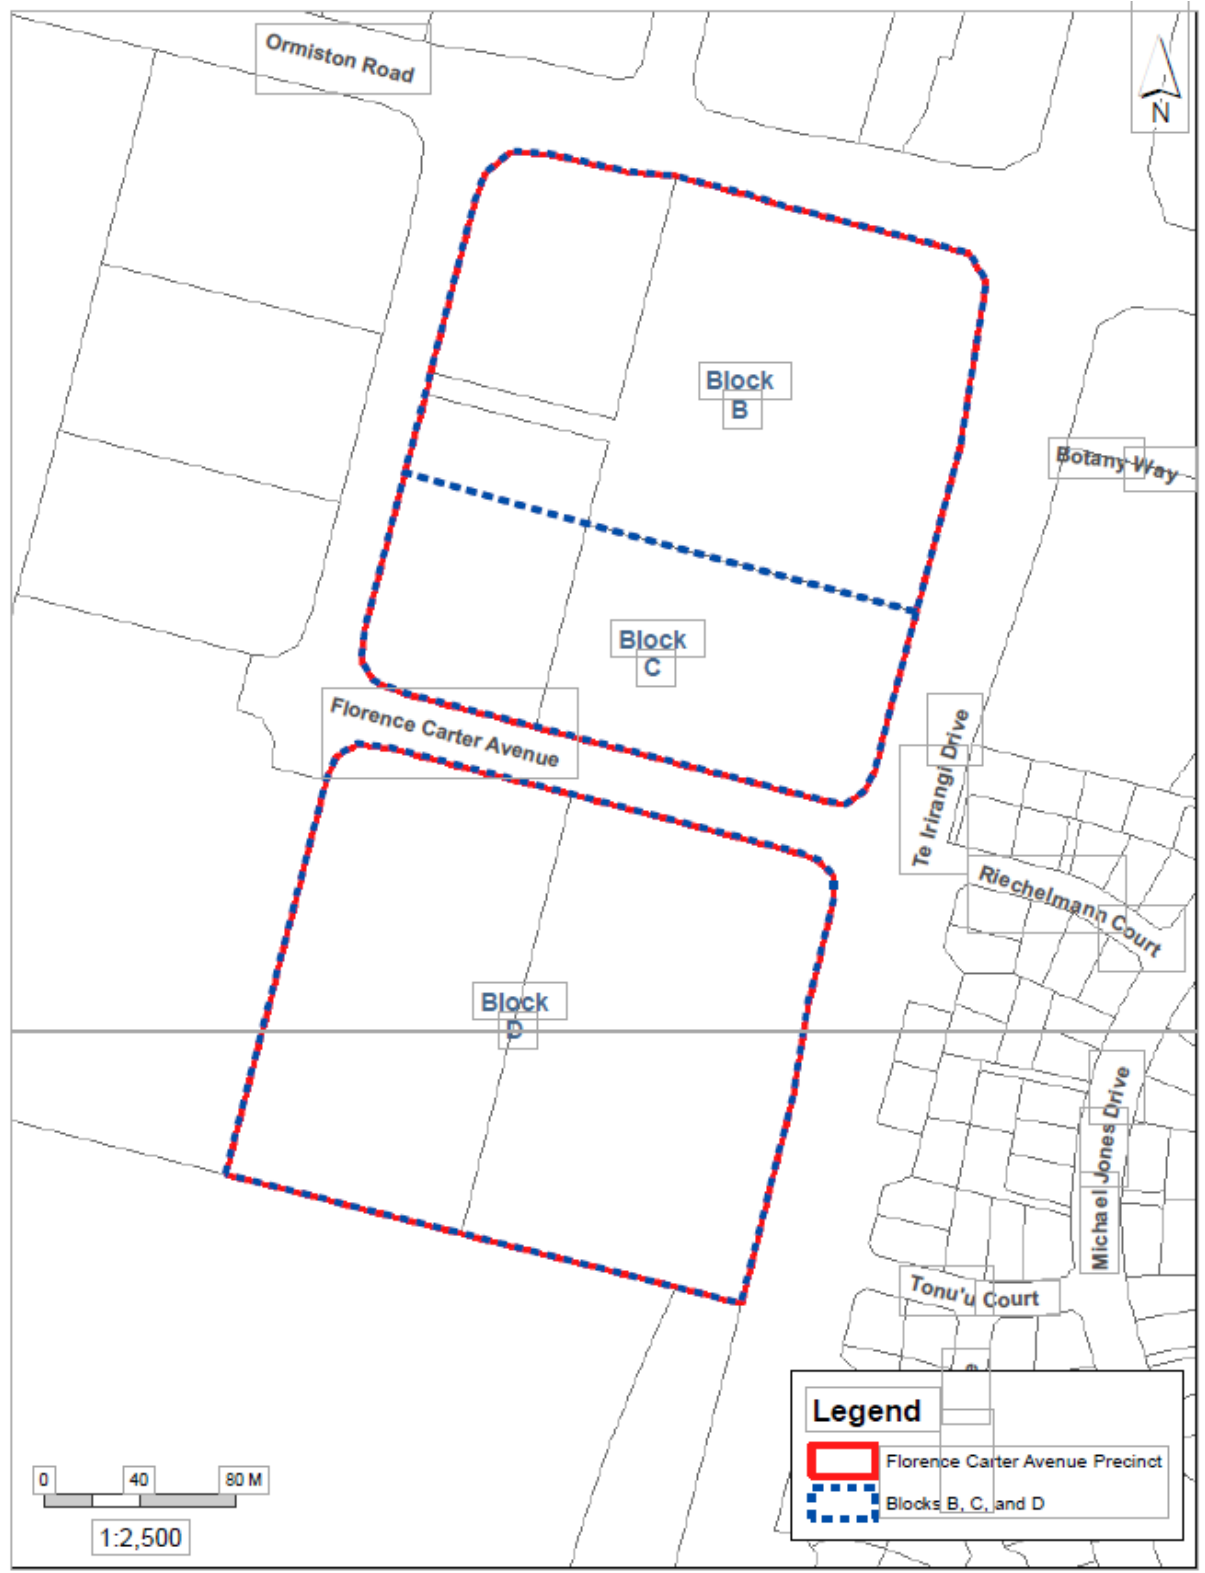 Ormiston Road
N
Block
B
Botany Way
Block
C
Florence Carter Avenue
Te Irirangi Drive
Riechelmann Court
Block
D
Michael Jones Drive
Tonu'u Court
e
Legend
Florence Carter Avenue Precinct
Blocks B, C, and D
0 40 80 M
1:2,500